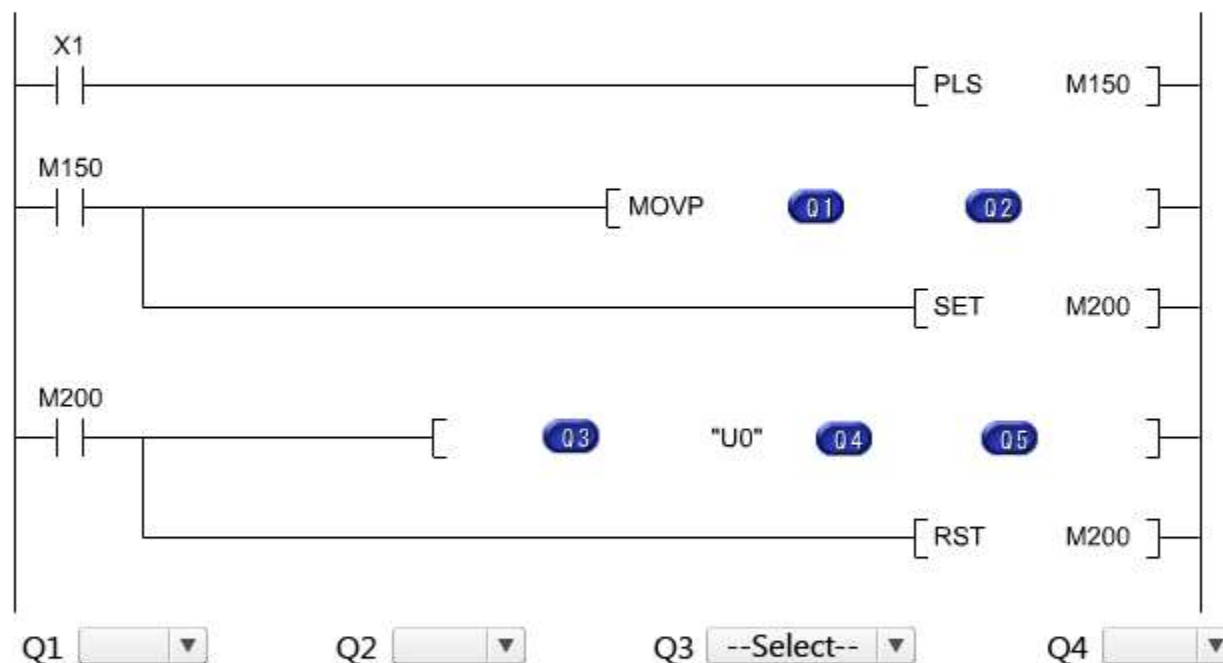 X1
PLS M150
M150
MOVP Q1 Q2
SET M200
M200
Q3 "U0" Q4 Q5
RST M200
Q1 Q2 Q3 --Select-- Q4